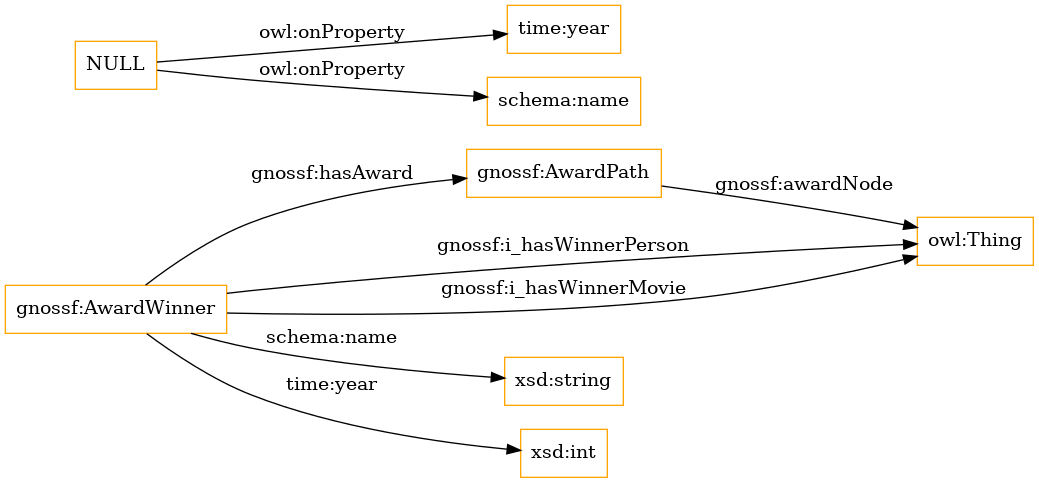 owl:onProperty
time:year
NULL
owl:onProperty
schema:name
gnossf:hasAward
gnossf:AwardPath
gnossf:awardNode
gnossf:i_hasWinnerPerson
owl:Thing
gnossf:i_hasWinnerMovie
gnossf:AwardWinner
schema:name
xsd:string
time:year
xsd:int